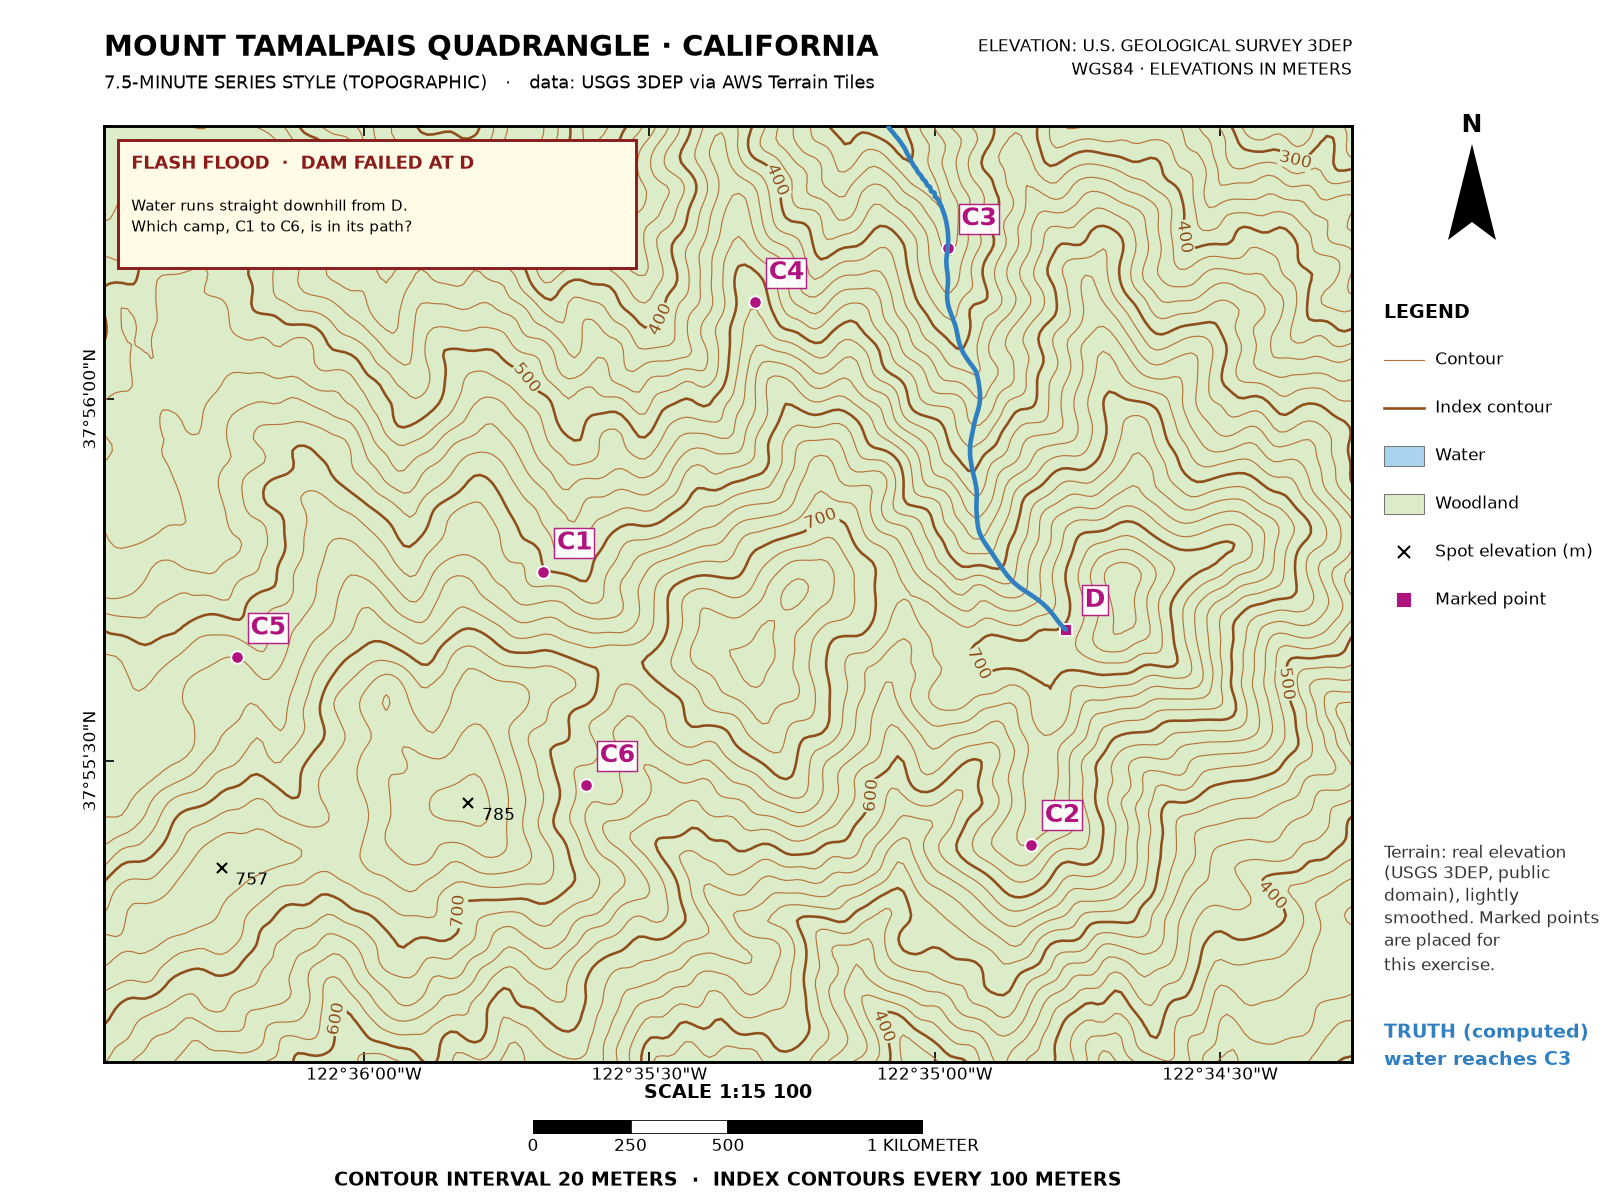 MOUNT TAMALPAIS QUADRANGLE · CALIFORNIA
7.5-MINUTE SERIES STYLE (TOPOGRAPHIC) · data: USGS 3DEP via AWS Terrain Tiles
ELEVATION: U.S. GEOLOGICAL SURVEY 3DEP
WGS84 · ELEVATIONS IN METERS
FLASH FLOOD · DAM FAILED AT D
Water runs straight downhill from D.
Which camp, C1 to C6, is in its path?
N
300
400
400
C3
C4
400
500
37°56'00"N
700
C1
D
C5
700
500
37°55'30"N
C6
785
600
C2
757
400
700
600
400
122°36'00"W
122°35'30"W
122°35'00"W
122°34'30"W
SCALE 1:15 100
0
250
500
1 KILOMETER
CONTOUR INTERVAL 20 METERS · INDEX CONTOURS EVERY 100 METERS
LEGEND
Contour
Index contour
Water
Woodland
Spot elevation (m)
Marked point
Terrain: real elevation
(USGS 3DEP, public
domain), lightly
smoothed. Marked points
are placed for
this exercise.
TRUTH (computed)
water reaches C3